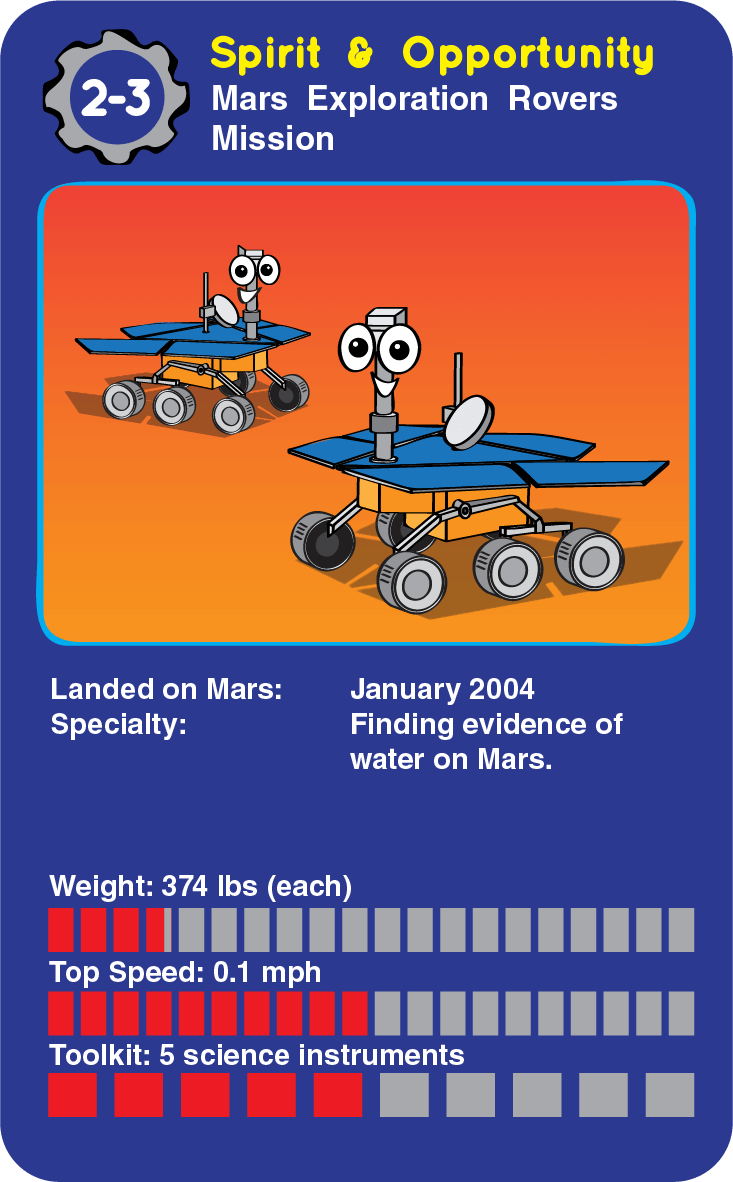 2-3
Spirit & Opportunity
Mars Exploration Rovers
Mission
Landed on Mars: January 2004
Specialty: Finding evidence of
water on Mars.
Weight: 374 lbs (each)
Top Speed: 0.1 mph
Toolkit: 5 science instruments